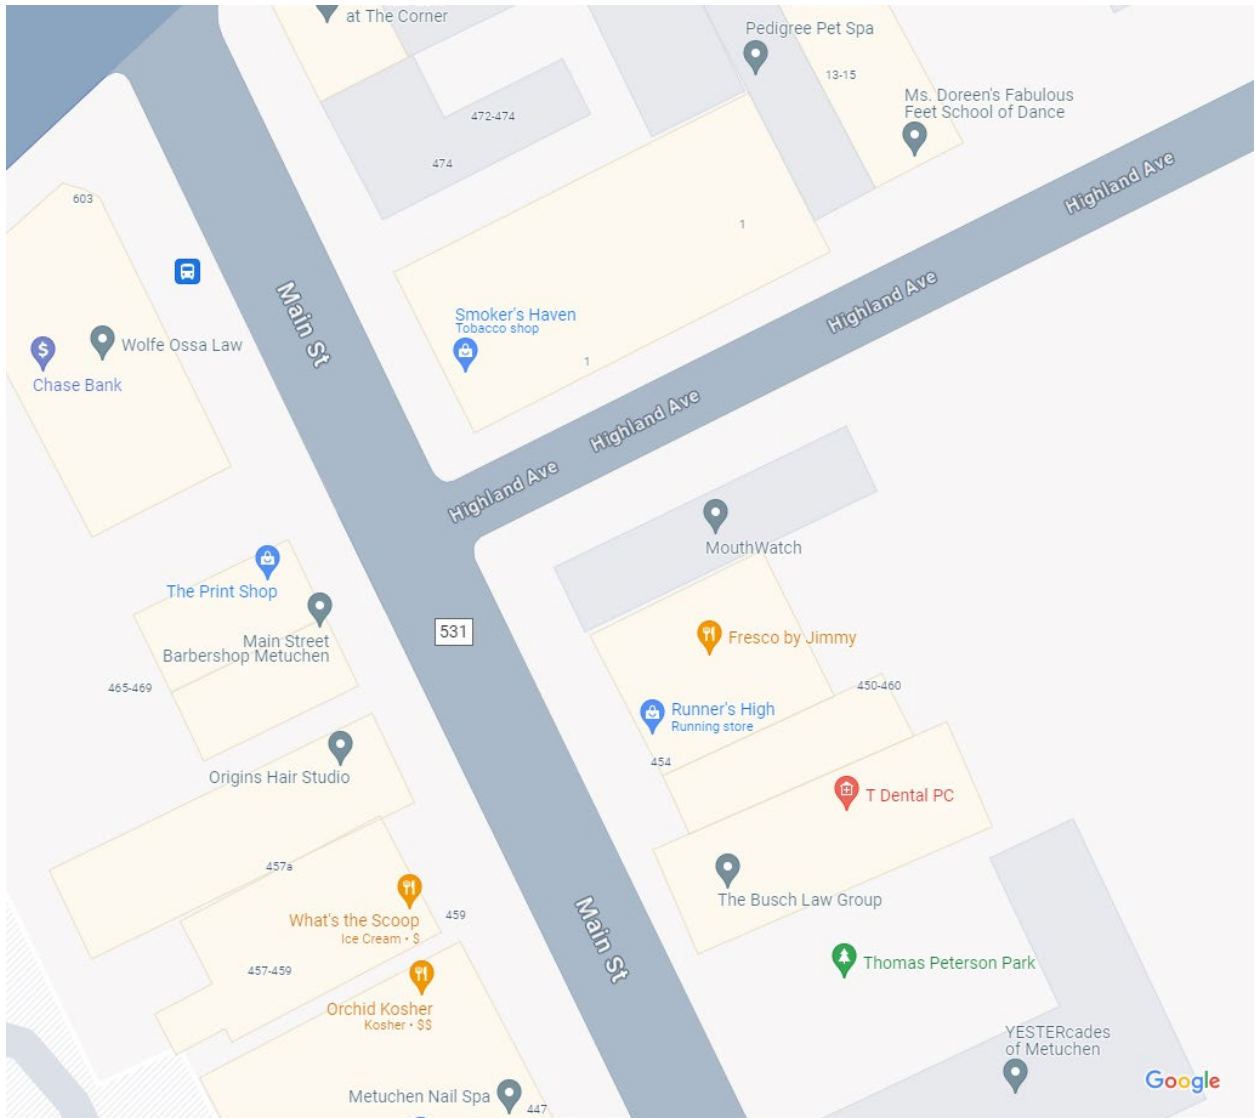 at The Corner
Pedigree Pet Spa
13-15
Ms. Doreen's Fabulous
Feet School of Dance
472-474
474
Highland Ave
603
1
Main St
Highland Ave
Smoker's Haven
Tobacco shop
Wolfe Ossa Law
1
$
Chase Bank
Highland Ave
Highland Ave
MouthWatch
The Print Shop
531
Main Street
Barbershop Metuchen
Fresco by Jimmy
465-469
450-460
Runner's High
Running store
454
Origins Hair Studio
T Dental PC
457a
The Busch Law Group
What's the Scoop
Ice Cream • $
459
Main St
457-459
Thomas Peterson Park
Orchid Kosher
Kosher • $$
YESTERcades
of Metuchen
Google
Metuchen Nail Spa
447